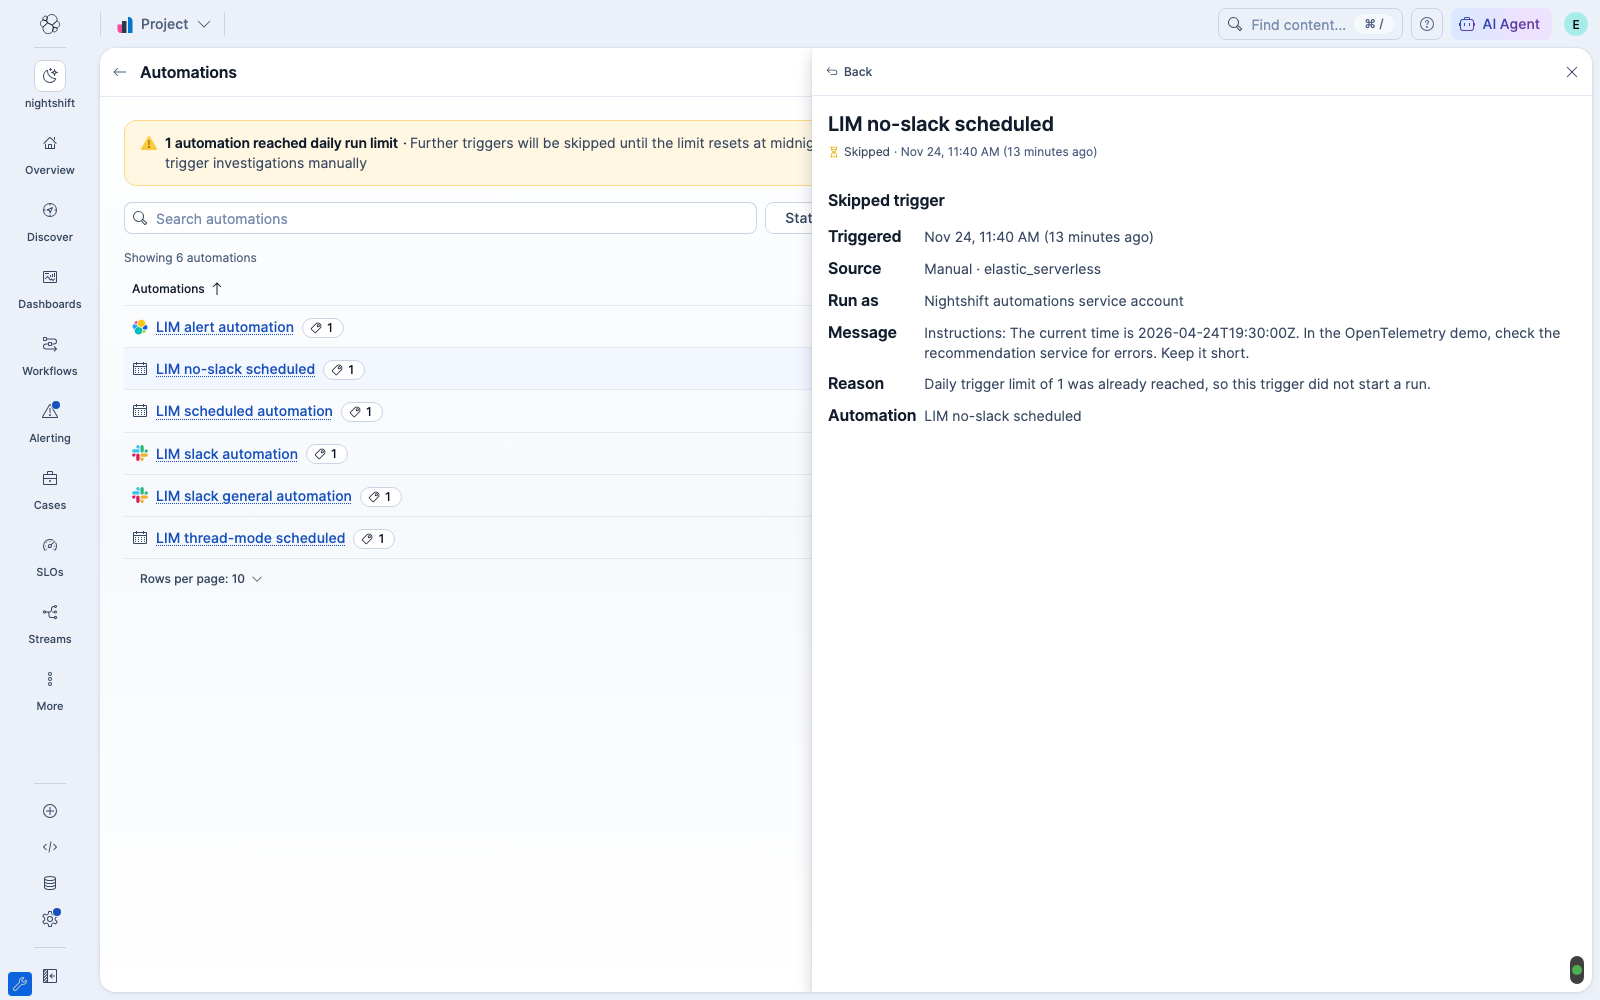 Project
Find content... ⌘ /
AI Agent
E
nightshift
Overview
Discover
Dashboards
Workflows
Alerting
Cases
SLOs
Streams
More
Automations
1 automation reached daily run limit · Further triggers will be skipped until the limit resets at
trigger investigations manually
Search automations
Showing 6 automations
Automations
LIM alert automation 1
LIM no-slack scheduled 1
LIM scheduled automation 1
LIM slack automation 1
LIM slack general automation 1
LIM thread-mode scheduled 1
Rows per page: 10
Back
LIM no-slack scheduled
Skipped · Nov 24, 11:40 AM (13 minutes ago)
Skipped trigger
Triggered Nov 24, 11:40 AM (13 minutes ago)
Source Manual · elastic_serverless
Run as Nightshift automations service account
Message Instructions: The current time is 2026-04-24T19:30:00Z. In the OpenTelemetry demo, check the
recommendation service for errors. Keep it short.
Reason Daily trigger limit of 1 was already reached, so this trigger did not start a run.
Automation LIM no-slack scheduled